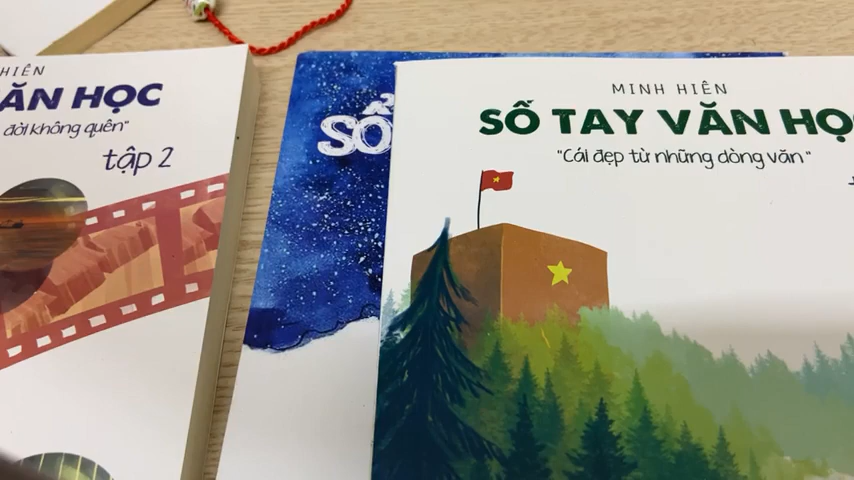 HIÊN
ĂN HỌC
đời không quên"
tập 2
SỔ
MINH HIÊN
SỔ TAY VĂN HỌ
"Cái đẹp từ những dòng văn"